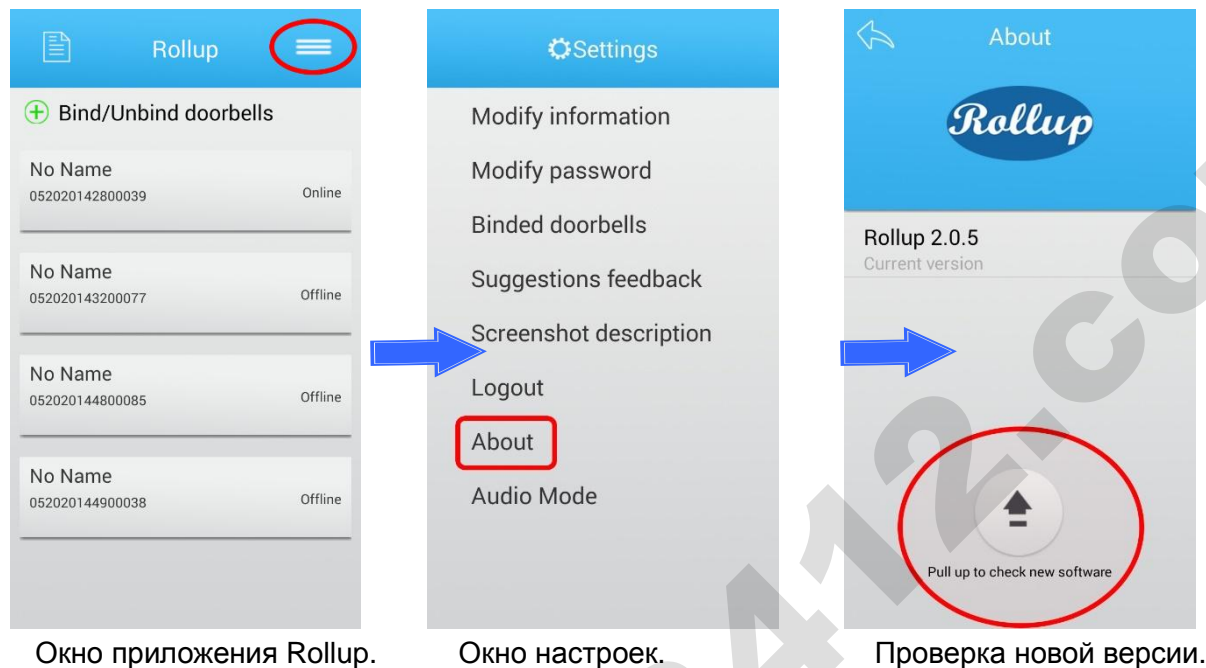 Rollup
Bind/Unbind doorbells
No Name
052020142800039
Online
No Name
052020143200077
Offline
No Name
052020144800085
Offline
No Name
052020144900038
Offline
Окно приложения Rollup.
Settings
Modify information
Modify password
Binded doorbells
Suggestions feedback
Screenshot description
Logout
About
Audio Mode
Окно настроек.
About
Rollup
Rollup 2.0.5
Current version
Pull up to check new software
Проверка новой версии.